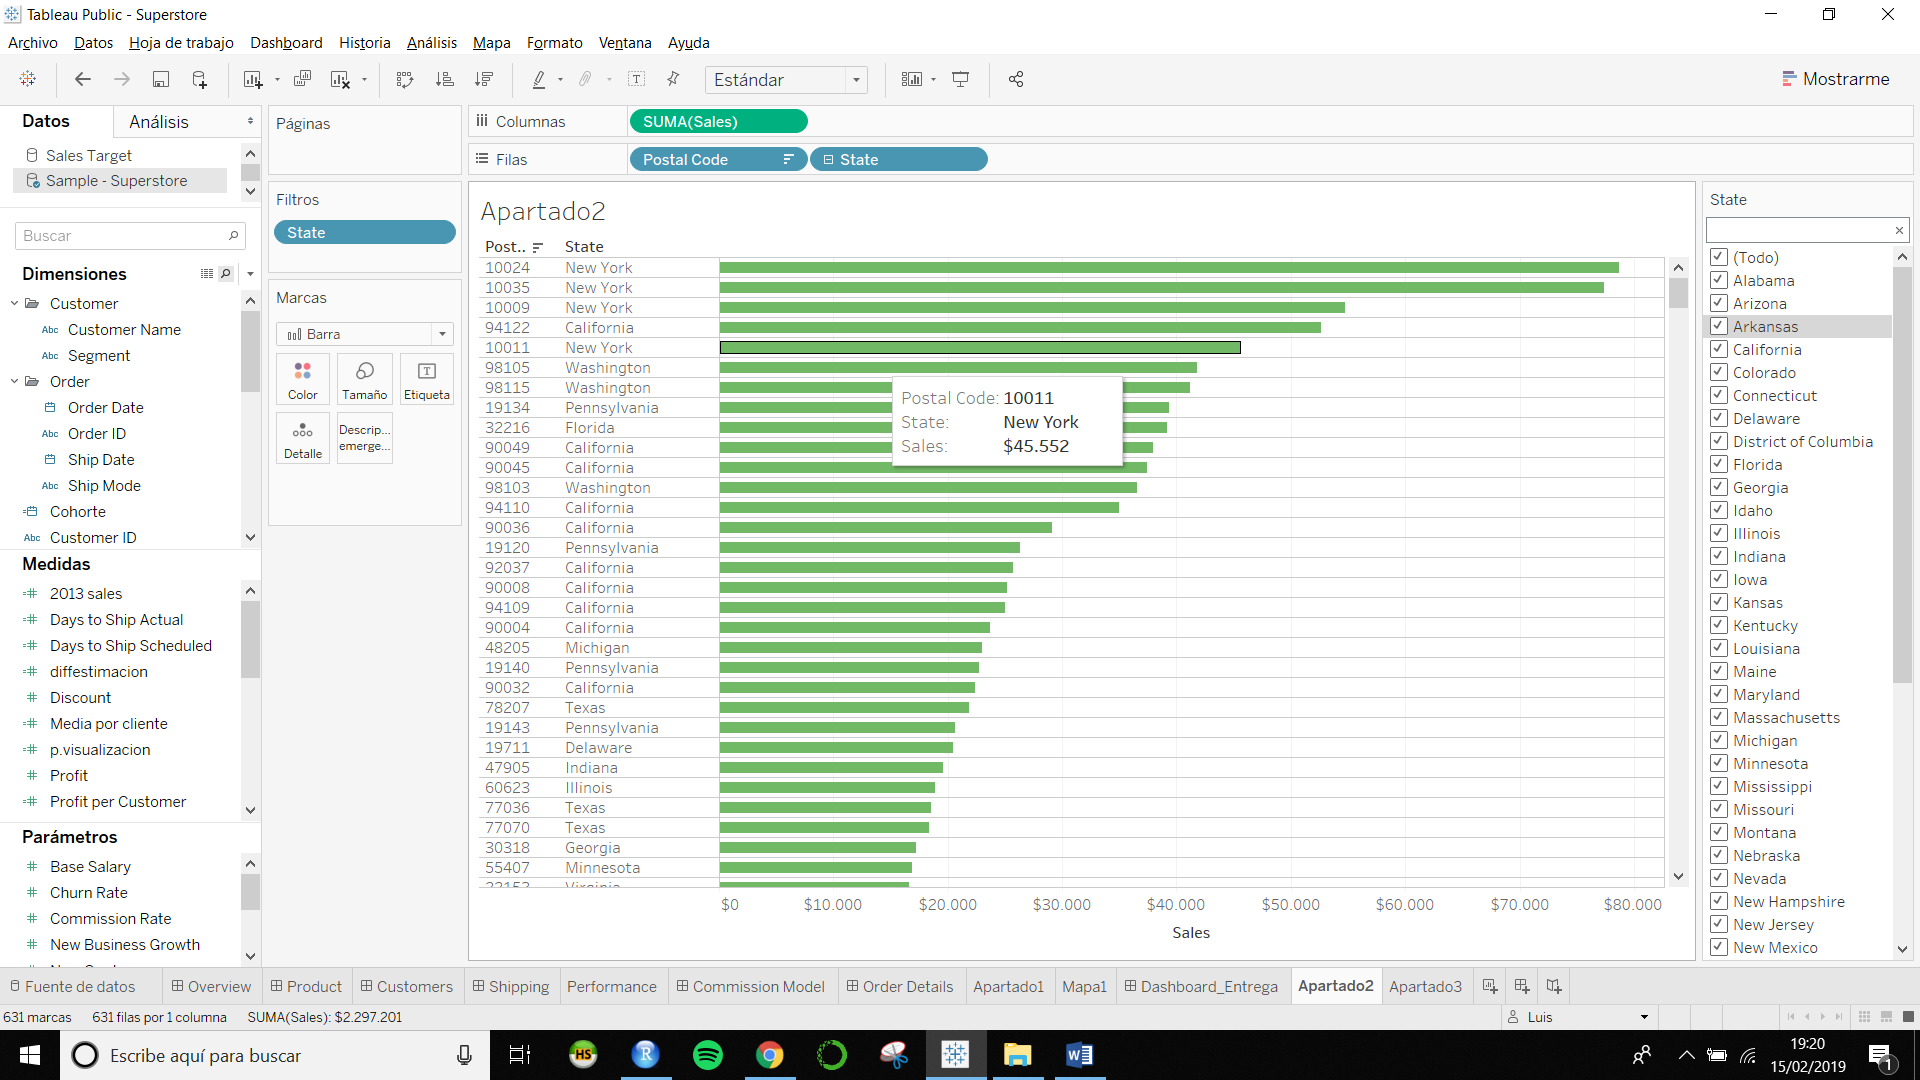 Tableau Public - Superstore
Archivo Datos Hoja de trabajo Dashboard Historia Análisis Mapa Formato Ventana Ayuda
Estándar
Mostrarme
Datos
Análisis
Sales Target
Sample - Superstore
Buscar
Dimensiones
Customer
Abc Customer Name
Abc Segment
Order
Order Date
Abc Order ID
Ship Date
Abc Ship Mode
Cohorte
Abc Customer ID
Medidas
2013 sales
Days to Ship Actual
Days to Ship Scheduled
diffestimacion
Discount
Media por cliente
p.visualizacion
Profit
Profit per Customer
Parámetros
Base Salary
Churn Rate
Commission Rate
New Business Growth
Páginas
Filtros
State
Marcas
Barra
Color
Tamaño
Etiqueta
Detalle
Descrip...
emerge...
Columnas
SUMA(Sales)
Filas
Postal Code
State
Apartado2
Post.. State
10024 New York
10035 New York
10009 New York
94122 California
10011 New York
98105 Washington
98115 Washington
19134 Pennsylvania
32216 Florida
90049 California
90045 California
98103 Washington
94110 California
90036 California
19120 Pennsylvania
92037 California
90008 California
94109 California
90004 California
48205 Michigan
19140 Pennsylvania
90032 California
78207 Texas
19143 Pennsylvania
19711 Delaware
47905 Indiana
60623 Illinois
77036 Texas
77070 Texas
30318 Georgia
55407 Minnesota
Postal Code: 10011
State: New York
Sales: $45.552
$0 $10.000 $20.000 $30.000 $40.000 $50.000 $60.000 $70.000 $80.000
Sales
State
(Todo)
Alabama
Arizona
Arkansas
California
Colorado
Connecticut
Delaware
District of Columbia
Florida
Georgia
Idaho
Illinois
Indiana
Iowa
Kansas
Kentucky
Louisiana
Maine
Maryland
Massachusetts
Michigan
Minnesota
Mississippi
Missouri
Montana
Nebraska
Nevada
New Hampshire
New Jersey
New Mexico
Fuente de datos Overview Product Customers Shipping Performance Commission Model Order Details Apartado1 Mapa1 Dashboard_Entrega Apartado2 Apartado3
631 marcas 631 filas por 1 columna SUMA(Sales): $2.297.201
Luis
Escribe aquí para buscar
HS
R
W
19:20
15/02/2019
1